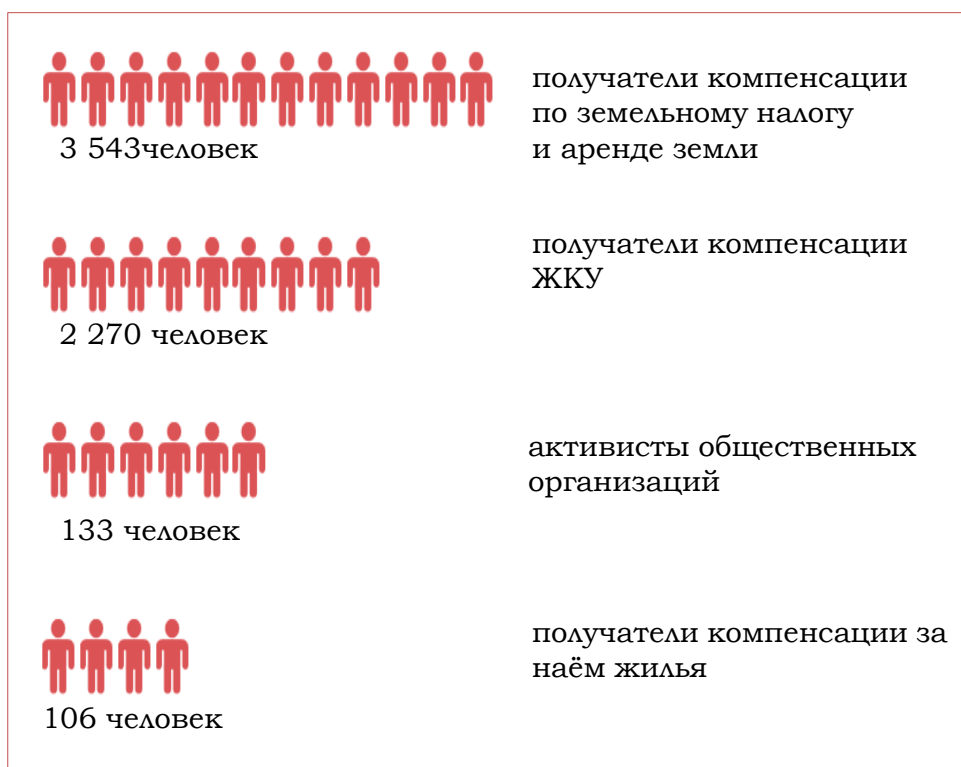 получатели компенсации
по земельному налогу
и аренде земли
3 543человек
получатели компенсации
ЖКУ
2 270 человек
активисты общественных
организаций
133 человек
получатели компенсации за
наём жилья
106 человек